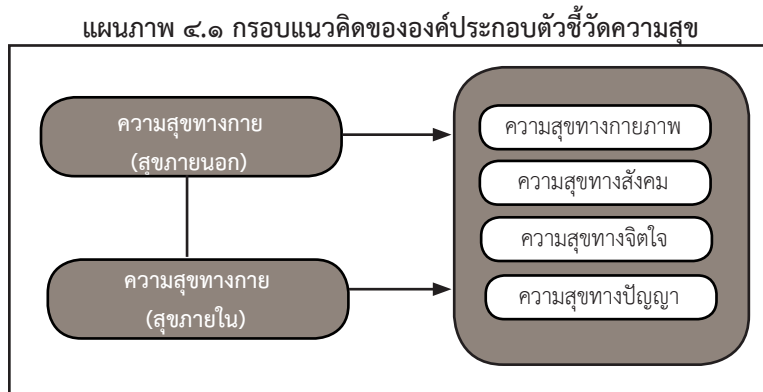 แผนภาพ ๔.๑ กรอบแนวคิดขององค์ประกอบตัวชี้วัดความสุข
ความสุขทางกาย
(สุขภายนอก)
ความสุขทางกาย
(สุขภายใน)
ความสุขทางกายภาพ
ความสุขทางสังคม
ความสุขทางจิตใจ
ความสุขทางปัญญา